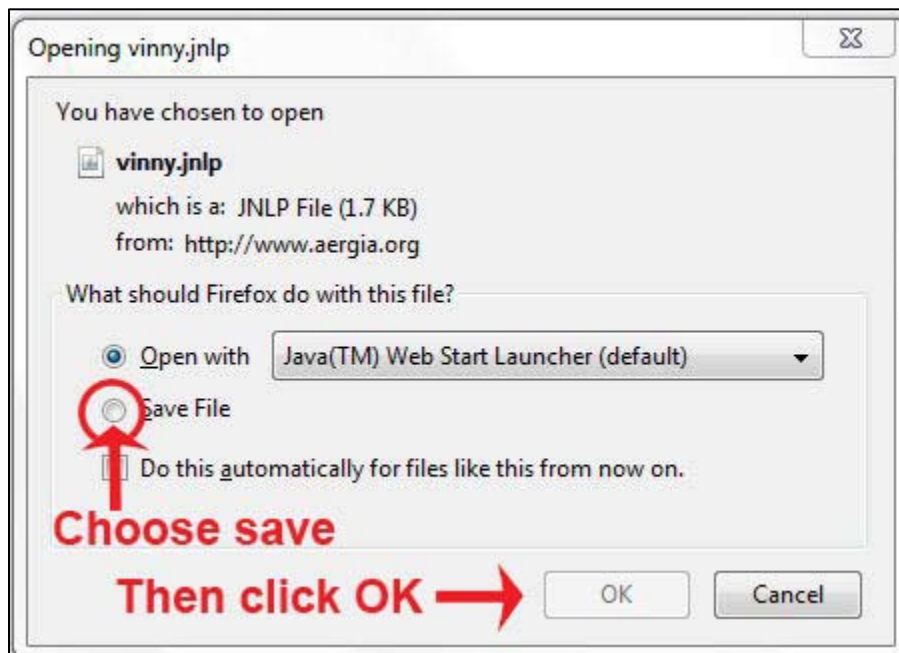 Opening vinny.jnlp
You have chosen to open
vinny.jnlp
which is a: JNLP File (1.7 KB)
from: http://www.aergia.org
What should Firefox do with this file?
Open with Java(TM) Web Start Launcher (default)
Save File
Do this automatically for files like this from now on.
Choose save
Then click OK OK Cancel